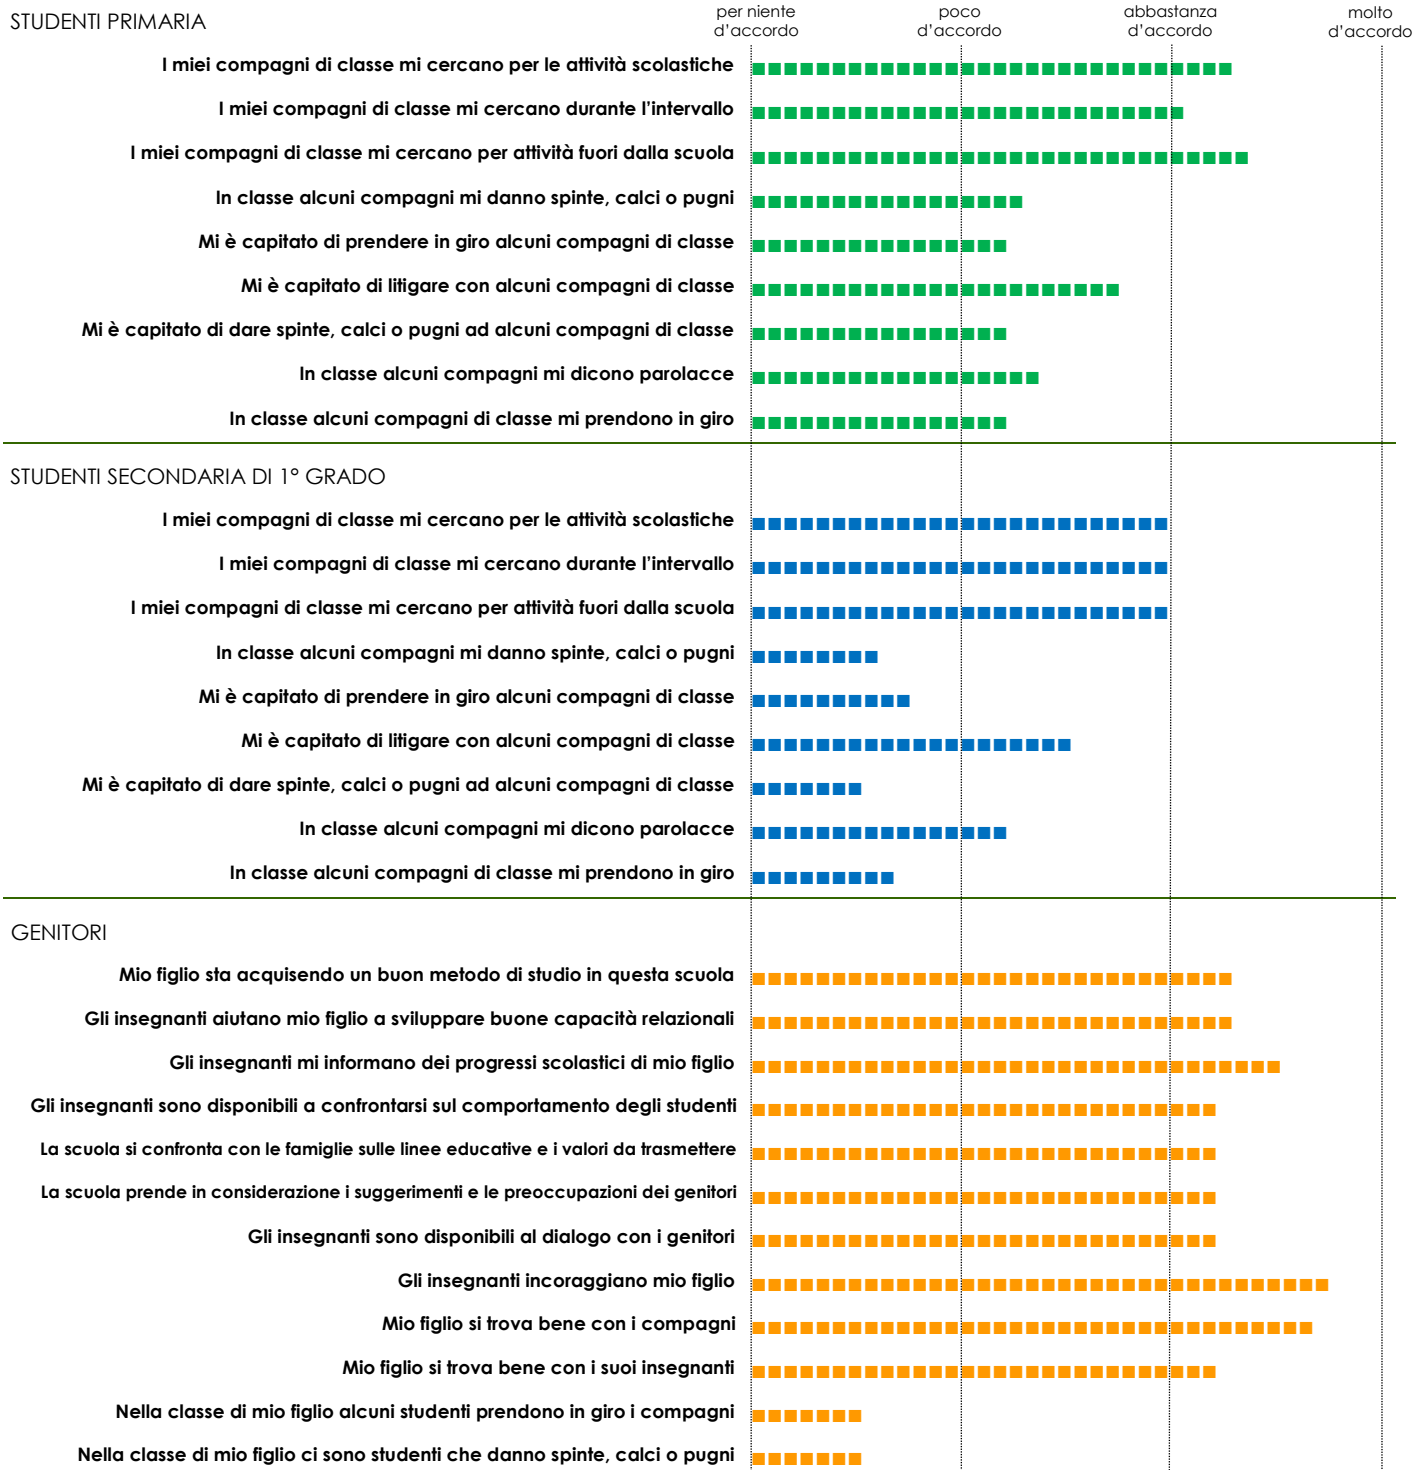 STUDENTI PRIMARIA
per niente
d'accordo
poco
d'accordo
abbastanza
d'accordo
molto
d'accordo
I miei compagni di classe mi cercano per le attività scolastiche
I miei compagni di classe mi cercano durante l'intervallo
I miei compagni di classe mi cercano per attività fuori dalla scuola
In classe alcuni compagni mi danno spinte, calci o pugni
Mi è capitato di prendere in giro alcuni compagni di classe
Mi è capitato di litigare con alcuni compagni di classe
Mi è capitato di dare spinte, calci o pugni ad alcuni compagni di classe
In classe alcuni compagni mi dicono parolacce
In classe alcuni compagni di classe mi prendono in giro
STUDENTI SECONDARIA DI 1° GRADO
I miei compagni di classe mi cercano per le attività scolastiche
I miei compagni di classe mi cercano durante l'intervallo
I miei compagni di classe mi cercano per attività fuori dalla scuola
In classe alcuni compagni mi danno spinte, calci o pugni
Mi è capitato di prendere in giro alcuni compagni di classe
Mi è capitato di litigare con alcuni compagni di classe
Mi è capitato di dare spinte, calci o pugni ad alcuni compagni di classe
In classe alcuni compagni mi dicono parolacce
In classe alcuni compagni di classe mi prendono in giro
GENITORI
Mio figlio sta acquisendo un buon metodo di studio in questa scuola
Gli insegnanti aiutano mio figlio a sviluppare buone capacità relazionali
Gli insegnanti mi informano dei progressi scolastici di mio figlio
Gli insegnanti sono disponibili a confrontarsi sul comportamento degli studenti
La scuola si confronta con le famiglie sulle linee educative e i valori da trasmettere
La scuola prende in considerazione i suggerimenti e le preoccupazioni dei genitori
Gli insegnanti sono disponibili al dialogo con i genitori
Gli insegnanti incoraggiano mio figlio
Mio figlio si trova bene con i compagni
Mio figlio si trova bene con i suoi insegnanti
Nella classe di mio figlio alcuni studenti prendono in giro i compagni
Nella classe di mio figlio ci sono studenti che danno spinte, calci o pugni